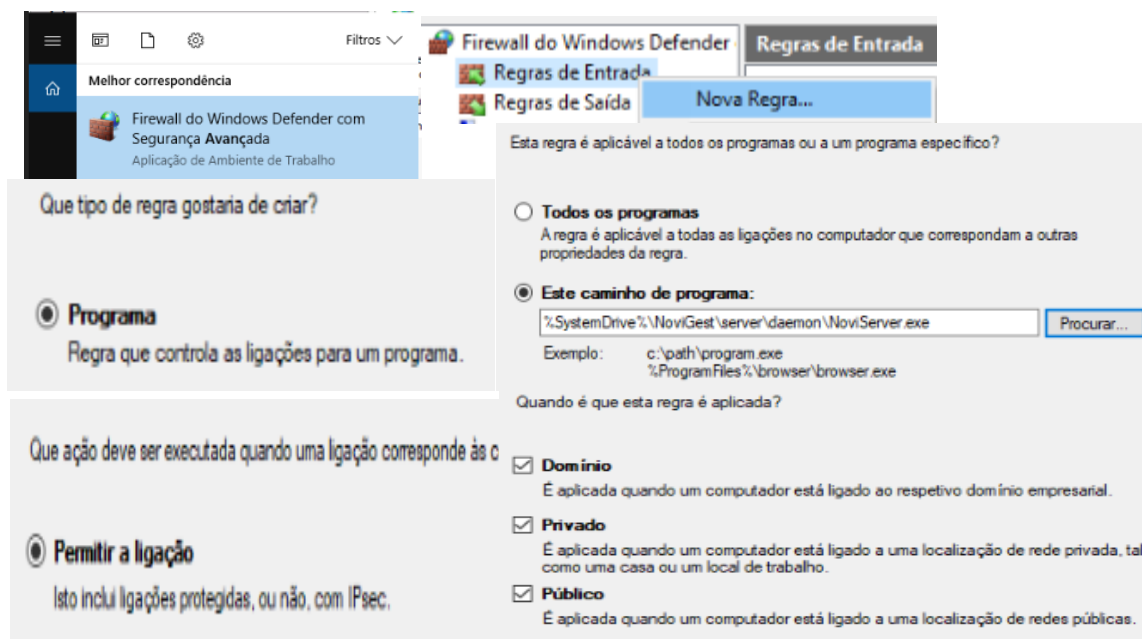 Filtros
Melhor correspondência
Firewall do Windows Defender com
Segurança Avançada
Aplicação de Ambiente de Trabalho
Firewall do Windows Defender
Regras de Entrada
Regras de Saída
Regras de Entrada
Nova Regra...
Que tipo de regra gostaria de criar?
Programa
Regra que controla as ligações para um programa.
Esta regra é aplicável a todos os programas ou a um programa específico?
Todos os programas
A regra é aplicável a todas as ligações no computador que correspondam a outras
propriedades da regra.
Este caminho de programa:
%SystemDrive%\NoviGest\server\daemon\NoviServer.exe
Procurar...
Exemplo: c:\path\program.exe
%ProgramFiles%\browser\browser.exe
Que ação deve ser executada quando uma ligação corresponde às c
Permitir a ligação
Isto inclui ligações protegidas, ou não, com IPsec.
Quando é que esta regra é aplicada?
Domínio
É aplicada quando um computador está ligado ao respetivo domínio empresarial.
Privado
É aplicada quando um computador está ligado a uma localização de rede privada, tal
como uma casa ou um local de trabalho.
Público
É aplicada quando um computador está ligado a uma localização de redes públicas.